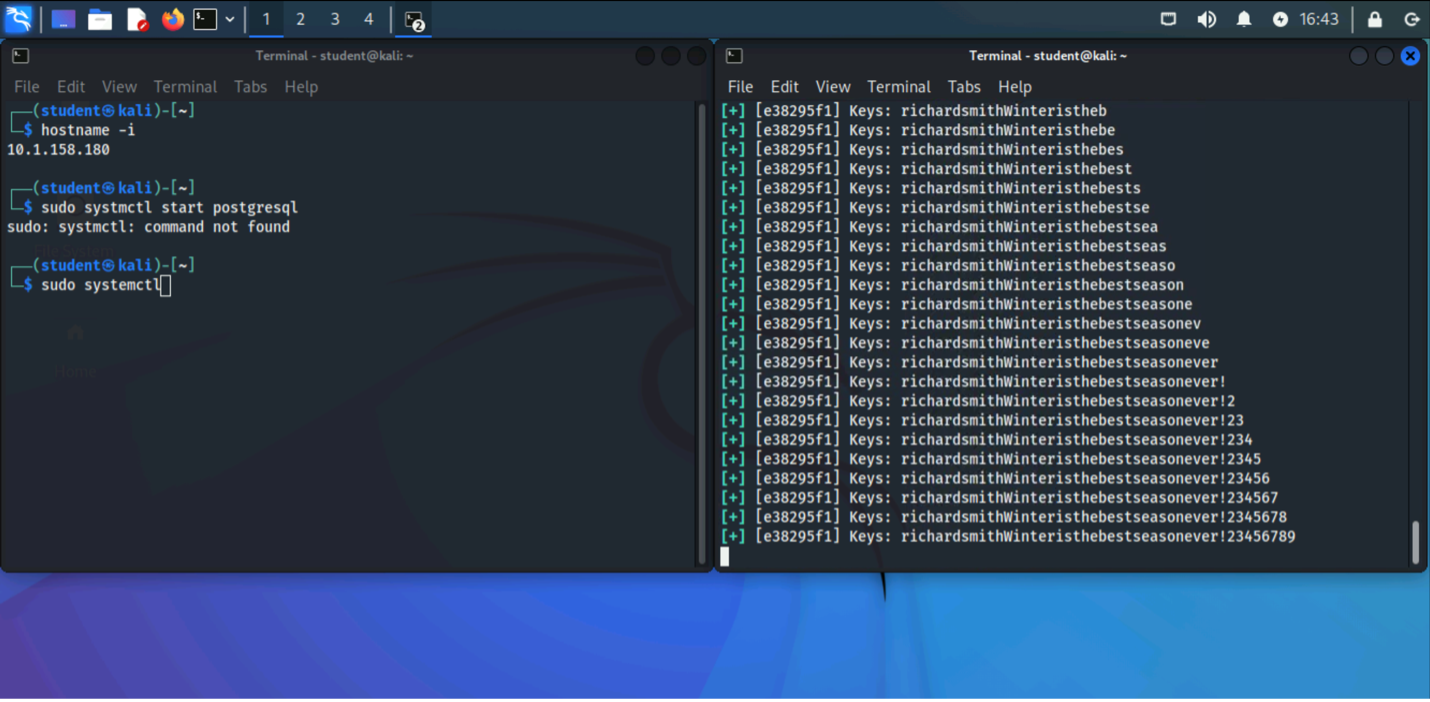 1 2 3 4 2 16:43
Terminal - student@kali: ~
File Edit View Terminal Tabs Help
┌──(student㉿kali)-[~]
└─$ hostname -i
10.1.158.180
┌──(student㉿kali)-[~]
└─$ sudo systmctl start postgresql
sudo: systmctl: command not found
File System
┌──(student㉿kali)-[~]
└─$ sudo systemctl
Home
Terminal - student@kali: ~
File Edit View Terminal Tabs Help
[+] [e38295f1] Keys: richardsmithWinteristheb
[+] [e38295f1] Keys: richardsmithWinteristhebe
[+] [e38295f1] Keys: richardsmithWinteristhebes
[+] [e38295f1] Keys: richardsmithWinteristhebest
[+] [e38295f1] Keys: richardsmithWinteristhebests
[+] [e38295f1] Keys: richardsmithWinteristhebestse
[+] [e38295f1] Keys: richardsmithWinteristhebestsea
[+] [e38295f1] Keys: richardsmithWinteristhebestseas
[+] [e38295f1] Keys: richardsmithWinteristhebestseaso
[+] [e38295f1] Keys: richardsmithWinteristhebestseason
[+] [e38295f1] Keys: richardsmithWinteristhebestseasone
[+] [e38295f1] Keys: richardsmithWinteristhebestseasonev
[+] [e38295f1] Keys: richardsmithWinteristhebestseasoneve
[+] [e38295f1] Keys: richardsmithWinteristhebestseasonever
[+] [e38295f1] Keys: richardsmithWinteristhebestseasonever!
[+] [e38295f1] Keys: richardsmithWinteristhebestseasonever!2
[+] [e38295f1] Keys: richardsmithWinteristhebestseasonever!23
[+] [e38295f1] Keys: richardsmithWinteristhebestseasonever!234
[+] [e38295f1] Keys: richardsmithWinteristhebestseasonever!2345
[+] [e38295f1] Keys: richardsmithWinteristhebestseasonever!23456
[+] [e38295f1] Keys: richardsmithWinteristhebestseasonever!234567
[+] [e38295f1] Keys: richardsmithWinteristhebestseasonever!2345678
[+] [e38295f1] Keys: richardsmithWinteristhebestseasonever!23456789